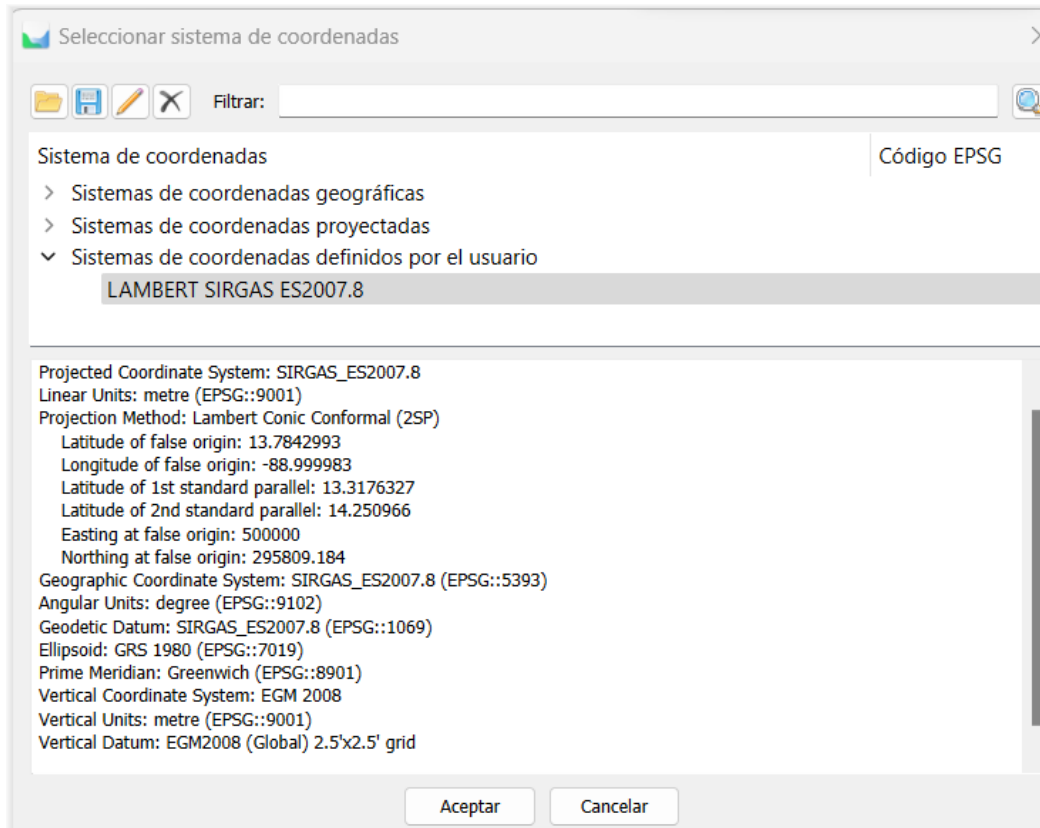 Seleccionar sistema de coordenadas
Filtrar:
Sistema de coordenadas Código EPSG
Sistemas de coordenadas geográficas
Sistemas de coordenadas proyectadas
Sistemas de coordenadas definidos por el usuario
LAMBERT SIRGAS ES2007.8
Projected Coordinate System: SIRGAS_ES2007.8
Linear Units: metre (EPSG::9001)
Projection Method: Lambert Conic Conformal (2SP)
Latitude of false origin: 13.7842993
Longitude of false origin: -88.999983
Latitude of 1st standard parallel: 13.3176327
Latitude of 2nd standard parallel: 14.250966
Easting at false origin: 500000
Northing at false origin: 295809.184
Geographic Coordinate System: SIRGAS_ES2007.8 (EPSG::5393)
Angular Units: degree (EPSG::9102)
Geodetic Datum: SIRGAS_ES2007.8 (EPSG::1069)
Ellipsoid: GRS 1980 (EPSG::7019)
Prime Meridian: Greenwich (EPSG::8901)
Vertical Coordinate System: EGM 2008
Vertical Units: metre (EPSG::9001)
Vertical Datum: EGM2008 (Global) 2.5'x2.5' grid
Aceptar Cancelar